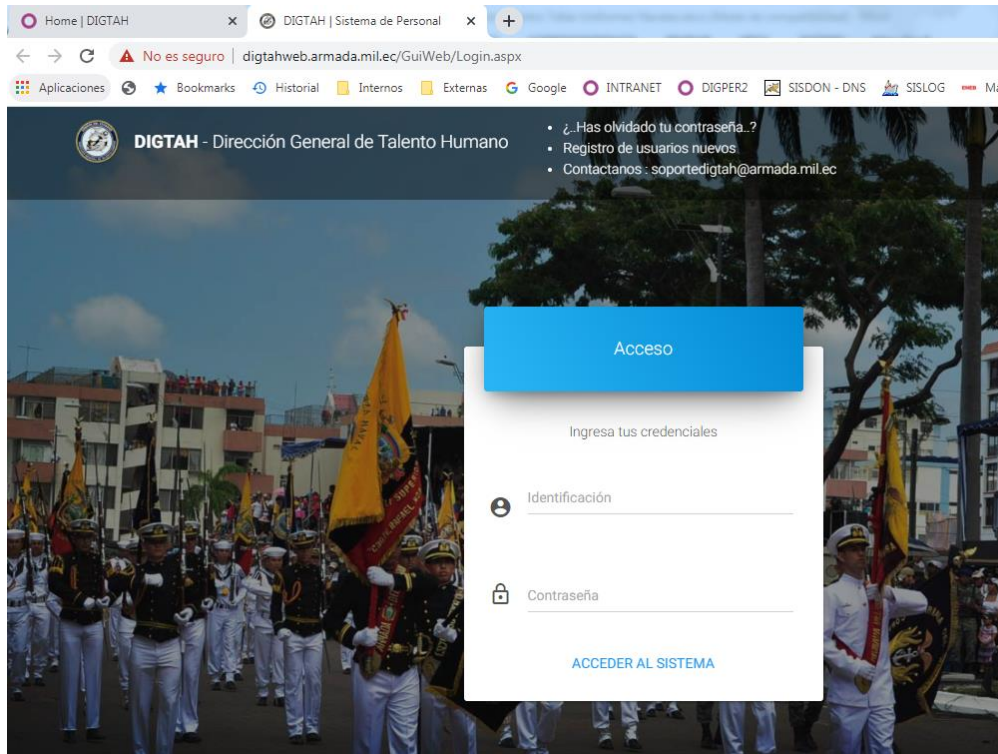 Home | DIGTAH
DIGTAH | Sistema de Personal
No es seguro | digtahweb.armada.mil.ec/GuiWeb/Login.aspx
Aplicaciones Bookmarks Historial Internos Externas Google INTRANET DIGPER2 SISDON - DNS SISLOG Ma
DIGTAH - Dirección General de Talento Humano
¿..Has olvidado tu contraseña..?
Registro de usuarios nuevos
Contactanos : soportedigtah@armada.mil.ec
Acceso
Ingresa tus credenciales
Identificación
Contraseña
ACCEDER AL SISTEMA